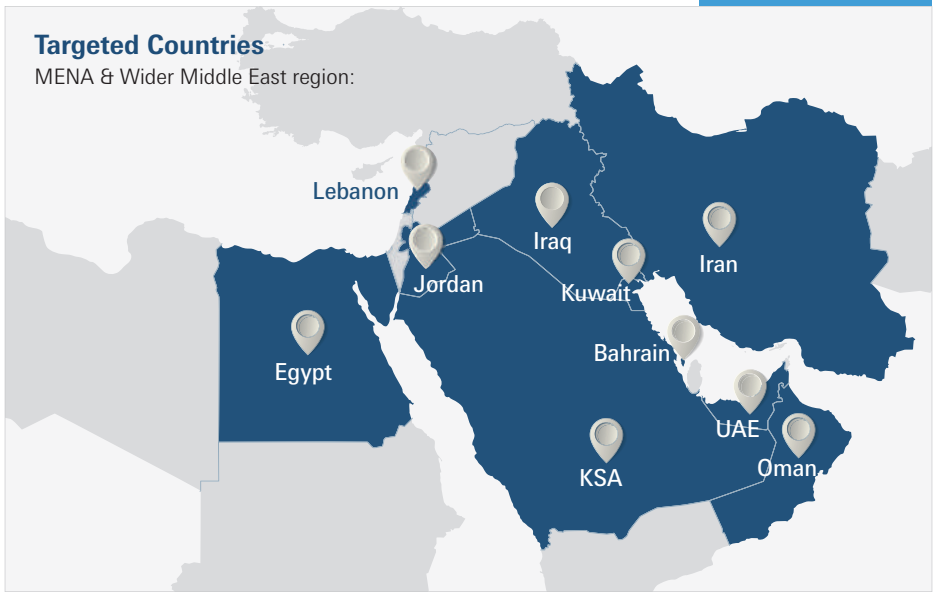 Targeted Countries
MENA & Wider Middle East region:
Lebanon
Iraq
Iran
Jordan
Kuwait
Bahrain
Egypt
UAE
Oman
KSA